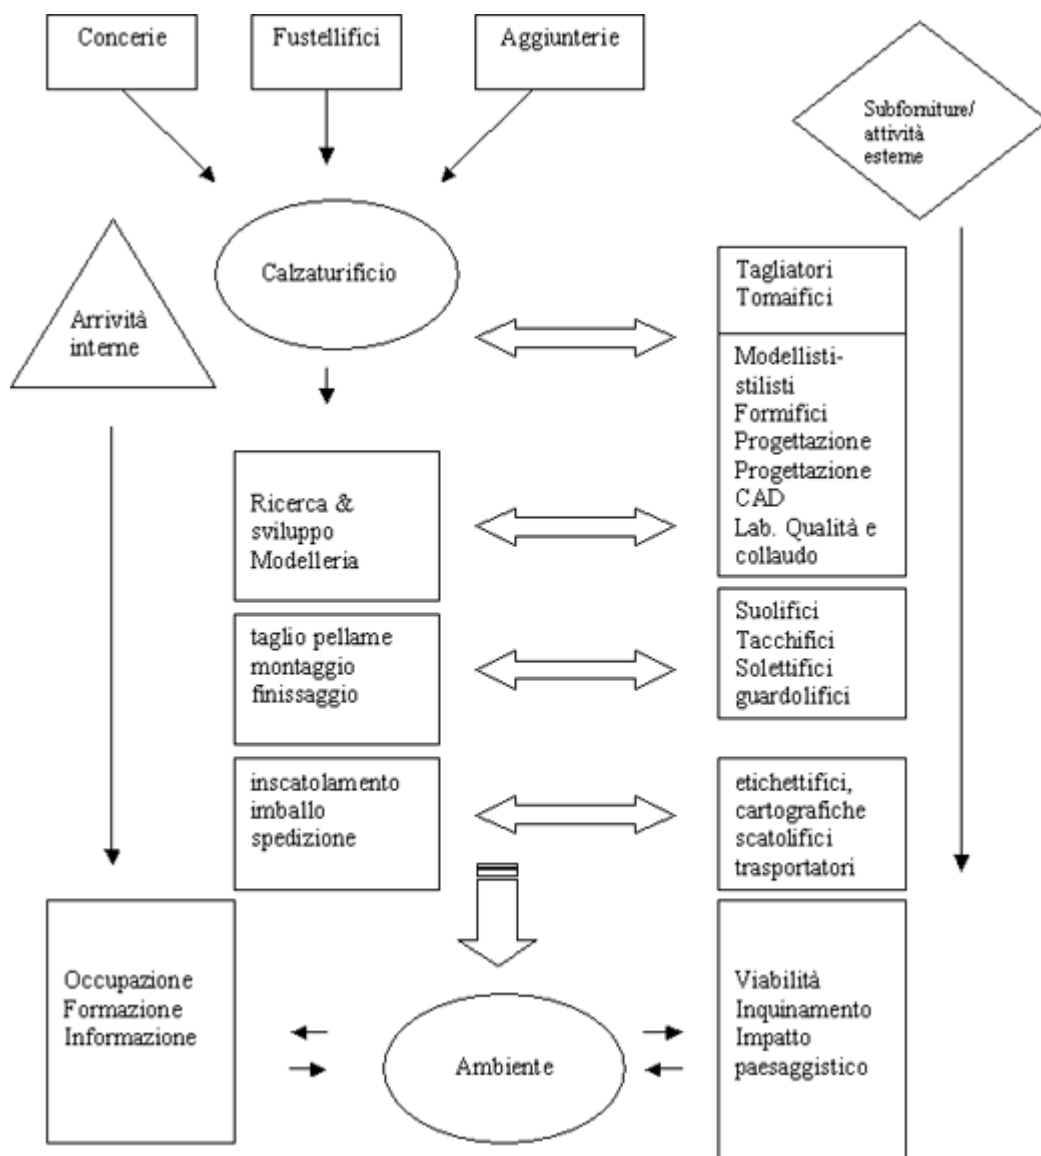 Concerie
Fustellifici
Aggiunterie
Subforniture/
attività
esterne
Calzaturificio
Arrività
interne
Tagliatori
Tomaifici
Modellisti-
stilisti
Formifici
Progettazione
Progettazione
CAD
Lab. Qualità e
collaudo
Ricerca &
sviluppo
Modelleria
Suolifici
Tacchifici
Solettifici
guardolifici
taglio pellame
montaggio
finissaggio
inscatolamento
imballo
spedizione
etichettifici,
cartografiche
scatolifici
trasportatori
Occupazione
Formazione
Informazione
Ambiente
Viabilità
Inquinamento
Impatto
paesaggistico